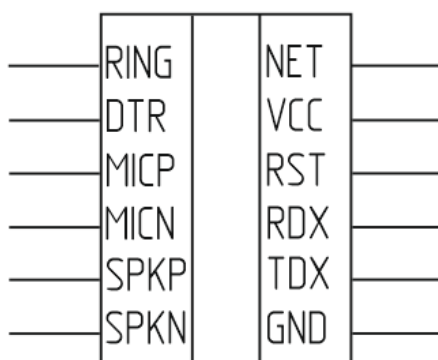 RING NET
DTR VCC
MICP RST
MICN RDX
SPKP TDX
SPKN GND